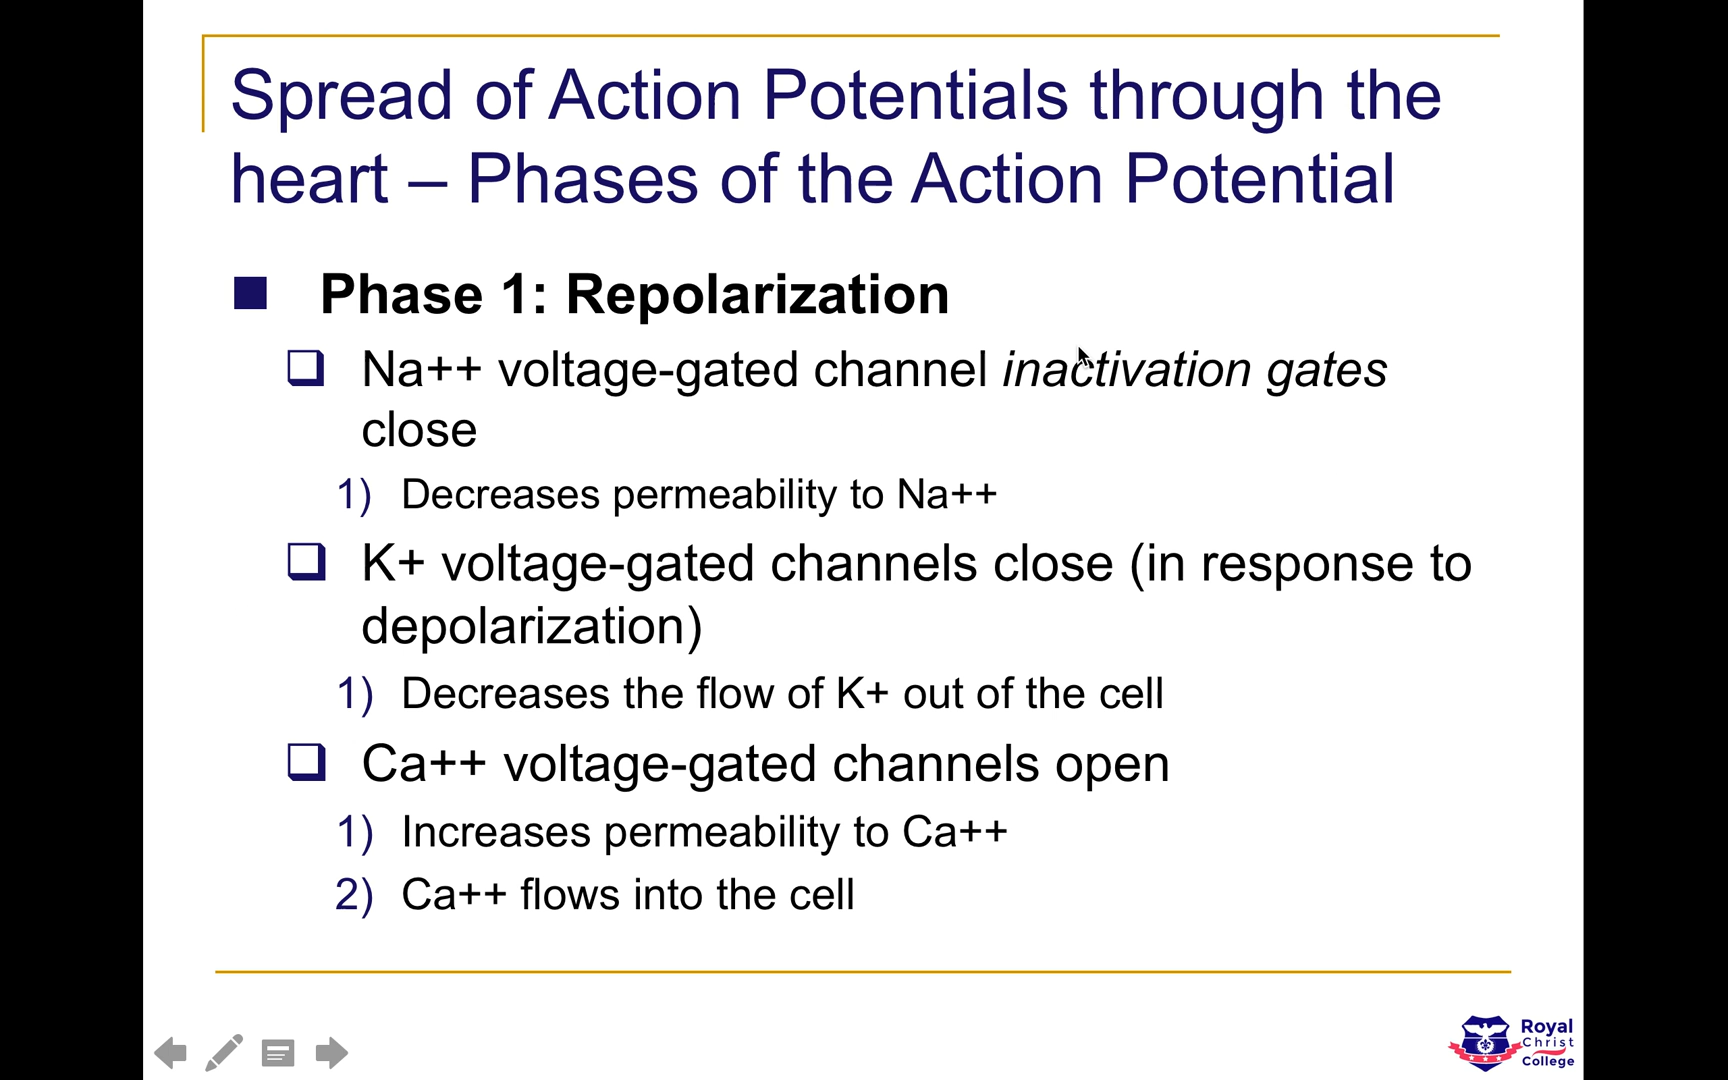 Spread of Action Potentials through the
heart – Phases of the Action Potential
Phase 1: Repolarization
Na++ voltage-gated channel inactivation gates
close
1) Decreases permeability to Na++
K+ voltage-gated channels close (in response to
depolarization)
1) Decreases the flow of K+ out of the cell
Ca++ voltage-gated channels open
1) Increases permeability to Ca++
2) Ca++ flows into the cell
Royal
Christ
College